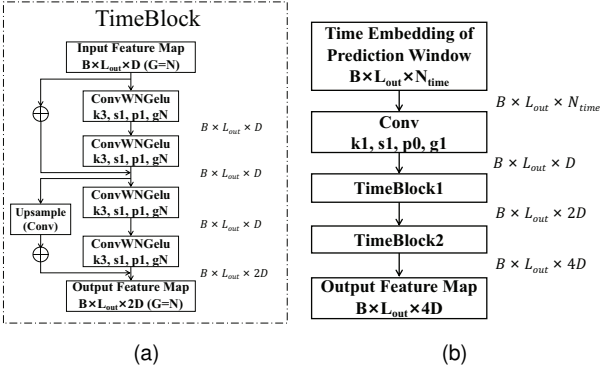 TimeBlock
Input Feature Map
B×L_out×D (G=N)
ConvWNGelu
k3, s1, p1, gN
B × L_out × D
ConvWNGelu
k3, s1, p1, gN
B × L_out × D
ConvWNGelu
k3, s1, p1, gN
Upsample
(Conv)
B × L_out × D
ConvWNGelu
k3, s1, p1, gN
B × L_out × 2D
Output Feature Map
B×L_out×2D (G=N)
(a)
Time Embedding of
Prediction Window
B×L_out×N_time
B × L_out × N_time
Conv
k1, s1, p0, g1
B × L_out × D
TimeBlock1
B × L_out × 2D
TimeBlock2
B × L_out × 4D
Output Feature Map
B×L_out×4D
(b)